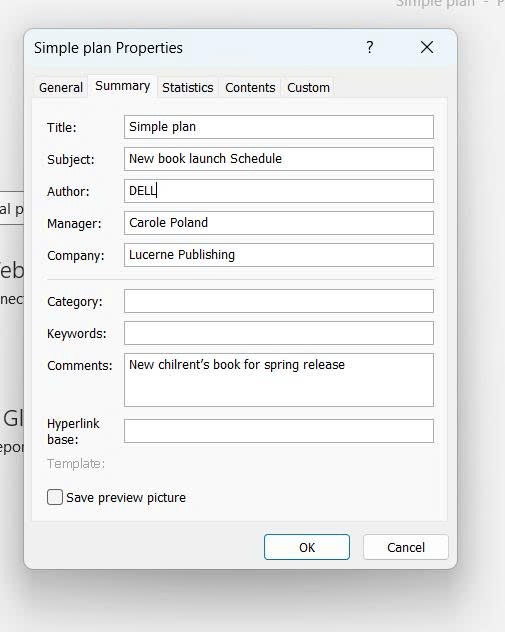 Simple plan - P
Simple plan Properties ?
General Summary Statistics Contents Custom
Title: Simple plan
Subject: New book launch Schedule
al p
Author: DELL
Manager: Carole Poland
Company: Lucerne Publishing
eb
nec
Category:
Keywords:
Comments: New chilrent’s book for spring release
Gl
epor
Hyperlink
base:
Template:
Save preview picture
OK Cancel